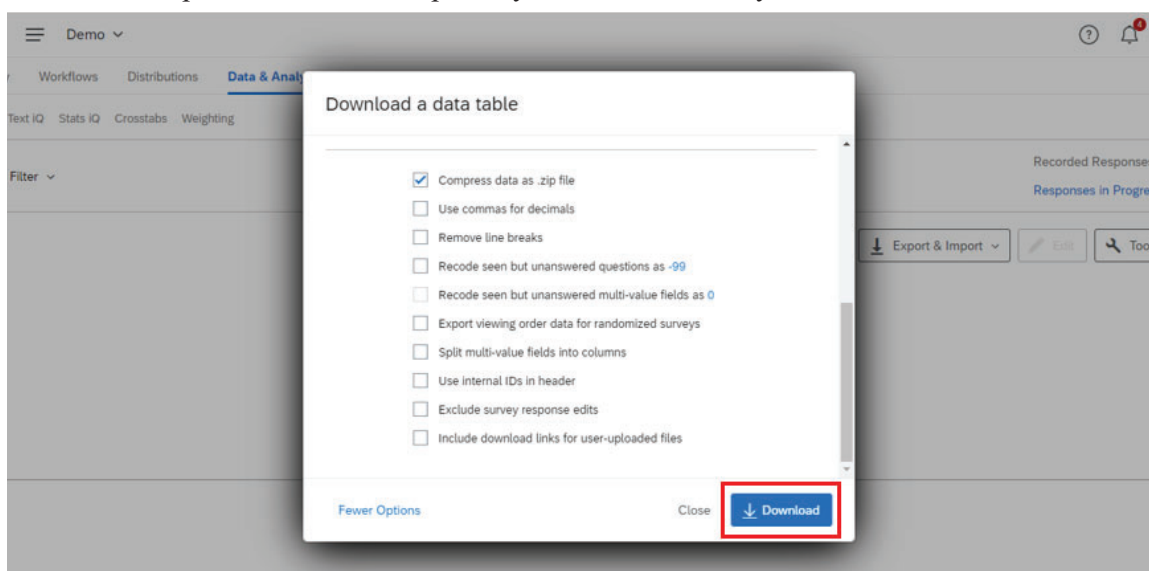 Demo
4
Workflows Distributions Data & Analy
Text iQ Stats iQ Crosstabs Weighting
Download a data table
Filter
Recorded Response
Responses in Progre
Compress data as .zip file
Use commas for decimals
Remove line breaks
Export & Import Edit Too
Recode seen but unanswered questions as -99
Recode seen but unanswered multi-value fields as 0
Export viewing order data for randomized surveys
Split multi-value fields into columns
Use internal IDs in header
Exclude survey response edits
Include download links for user-uploaded files
Fewer Options Close Download